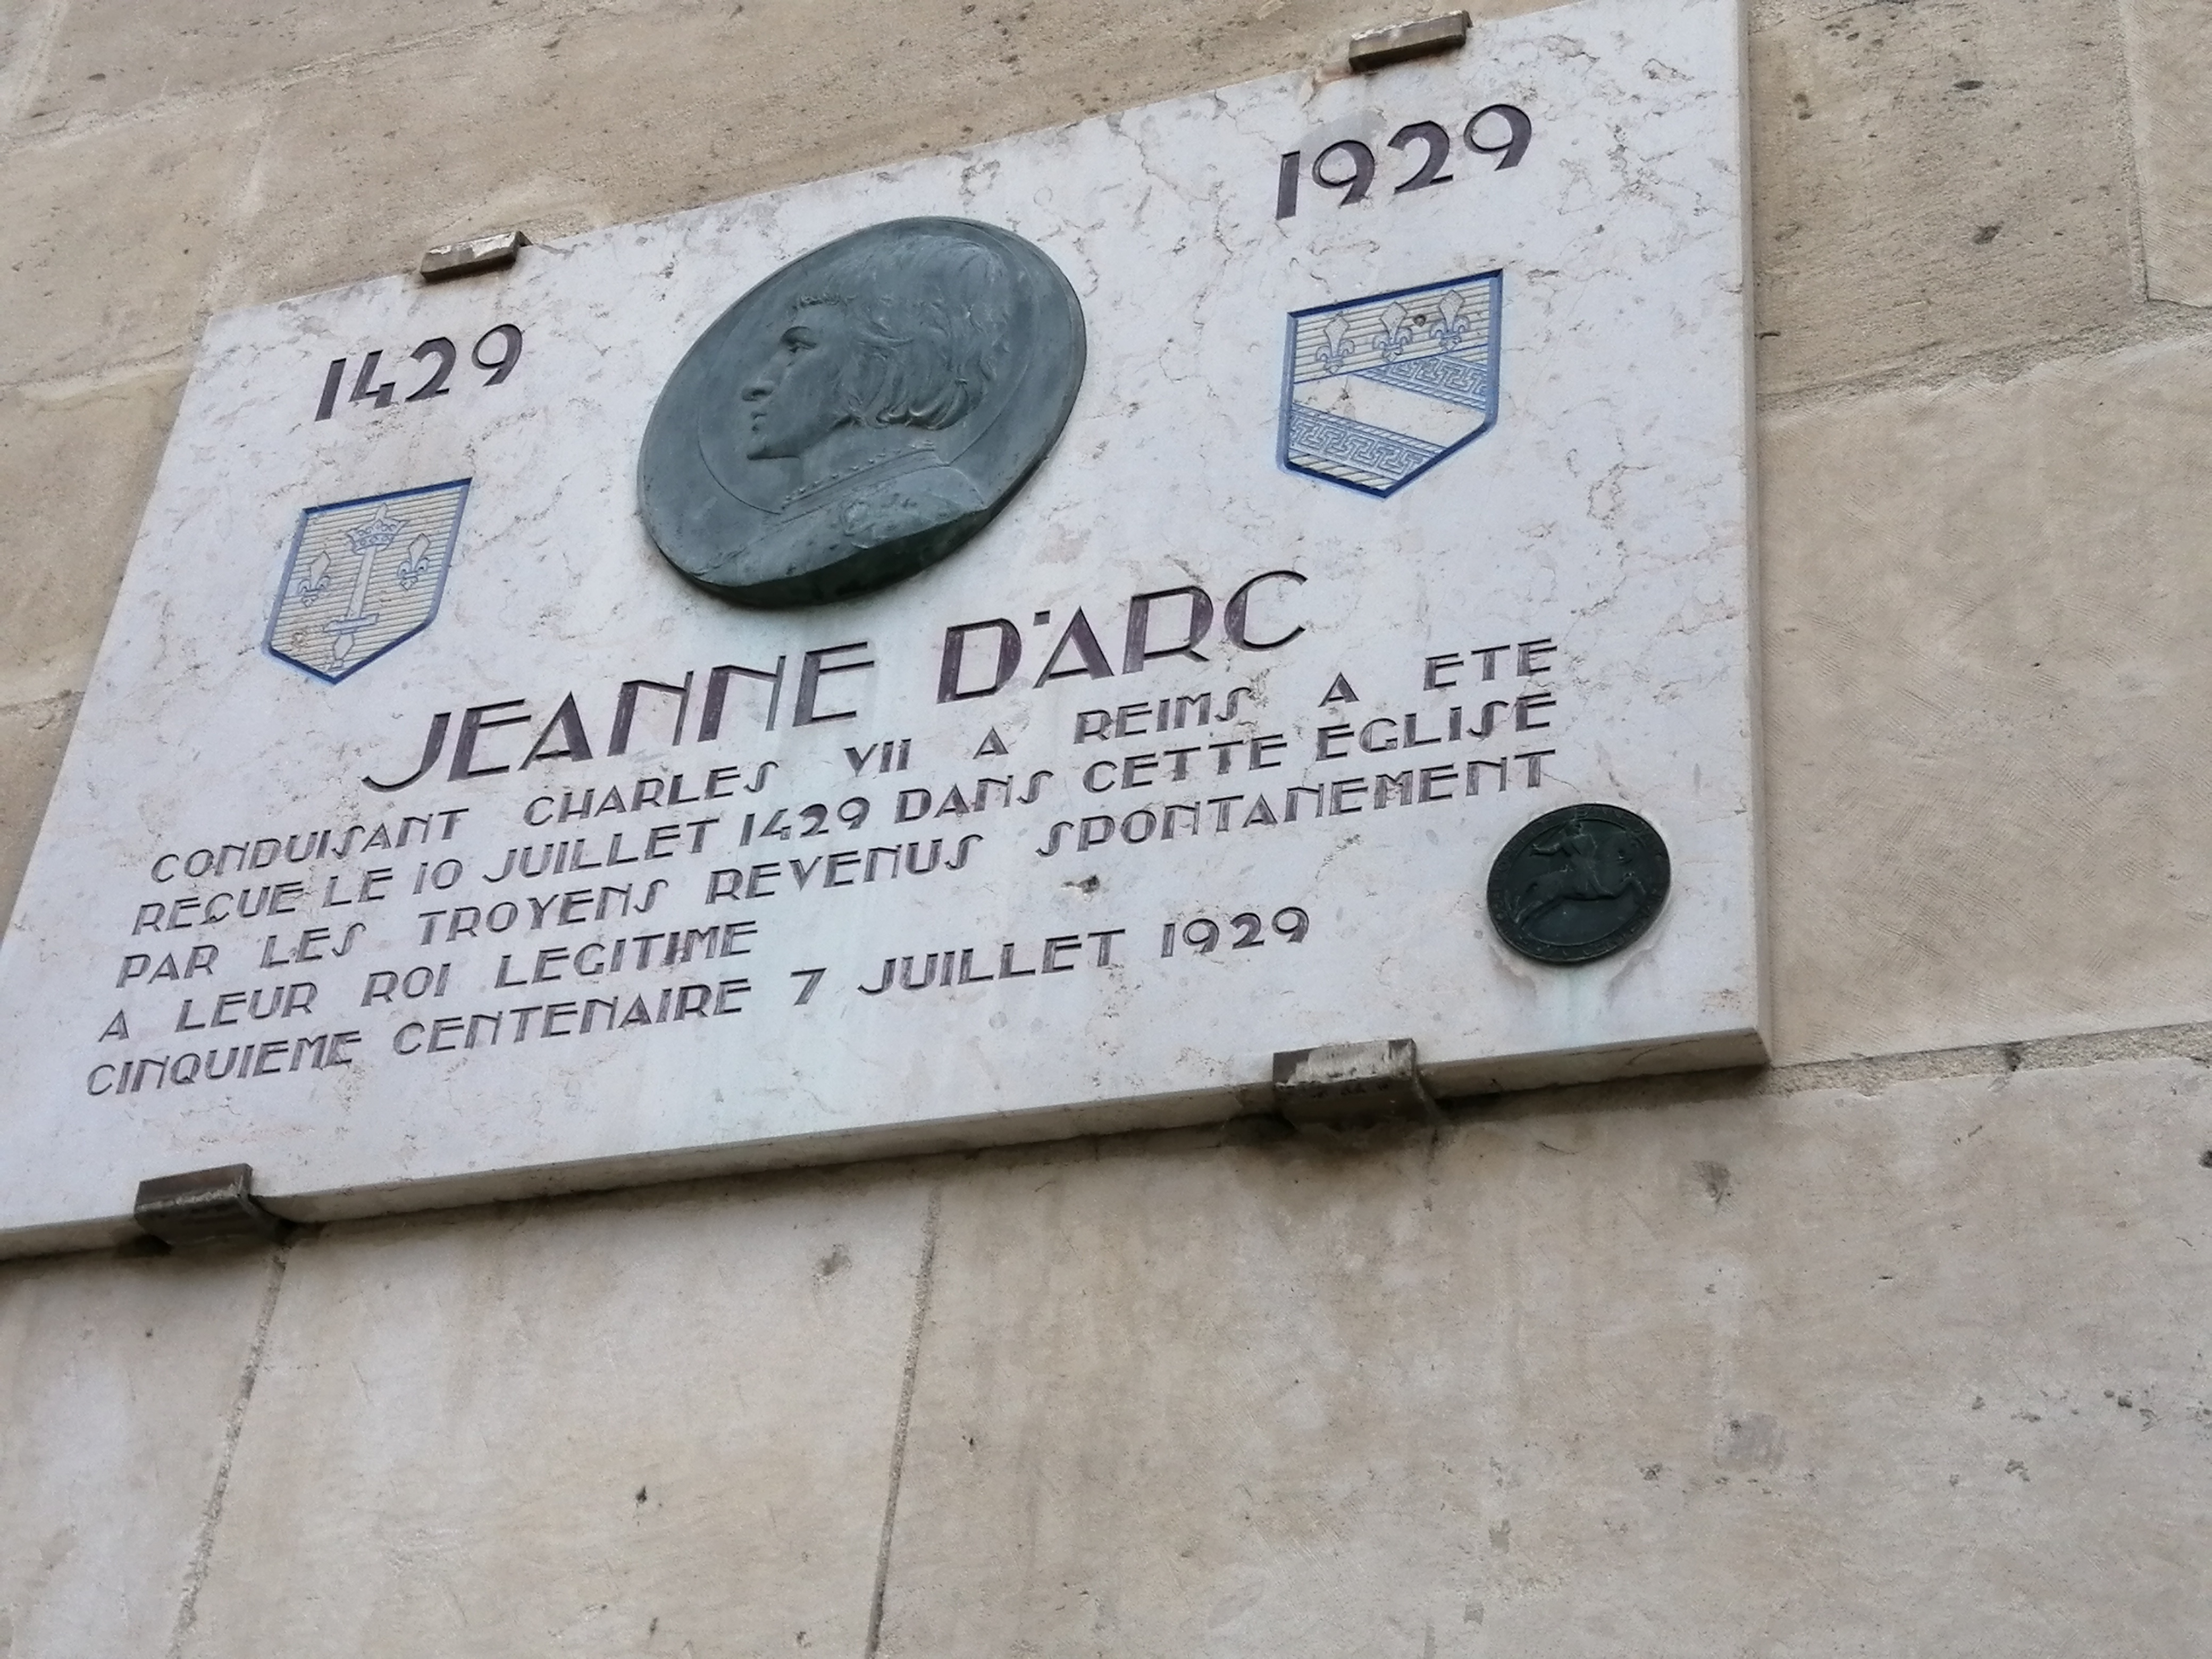 1429
1929
JEANNE D'ARC
CONDUISANT CHARLES VII A REIMS A ETE
REÇUE LE 10 JUILLET 1429 DANS CETTE ÉGLISE
PAR LES TROYENS REVENUS SPONTANEMENT
A LEUR ROI LEGITIME
CINQUIEME CENTENAIRE 7 JUILLET 1929